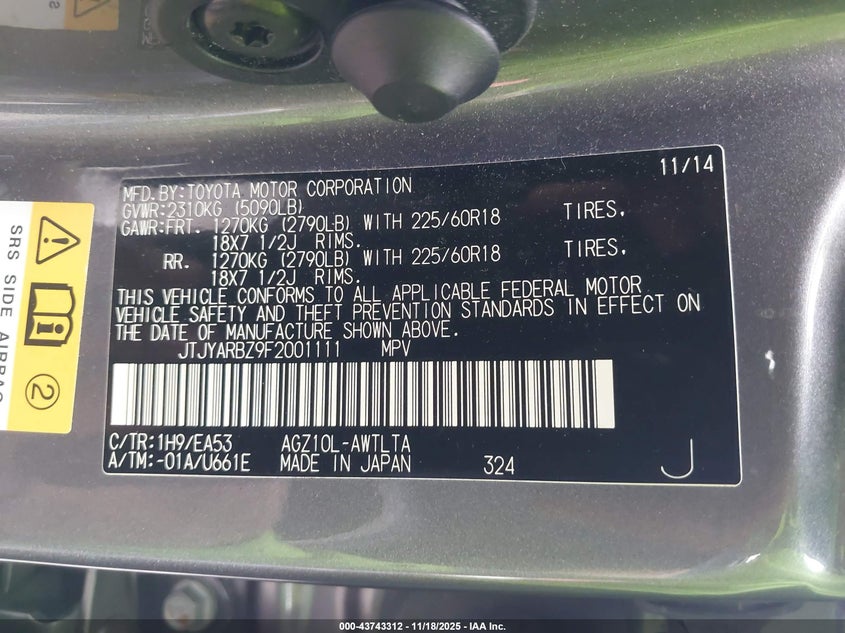 11/14
MFD.BY:TOYOTA MOTOR CORPORATION
GVWR:2310KG (5090LB)
GAWR:FRT. 1270KG (2790LB) WITH 225/60R18 TIRES,
18X7 1/2J RIMS.
RR. 1270KG (2790LB) WITH 225/60R18 TIRES,
18X7 1/2J RIMS.
THIS VEHICLE CONFORMS TO ALL APPLICABLE FEDERAL MOTOR
VEHICLE SAFETY AND THEFT PREVENTION STANDARDS IN EFFECT ON
THE DATE OF MANUFACTURE SHOWN ABOVE.
JTJYARBZ9F2001111 MPV
C/TR:1H9/EA53 AGZ10L-AWTLTA
A/TM:-01A/U661E MADE IN JAPAN 324 J
SRS SIDE AIRBAG
2
000-43743312 - 11/18/2025 - IAA Inc.